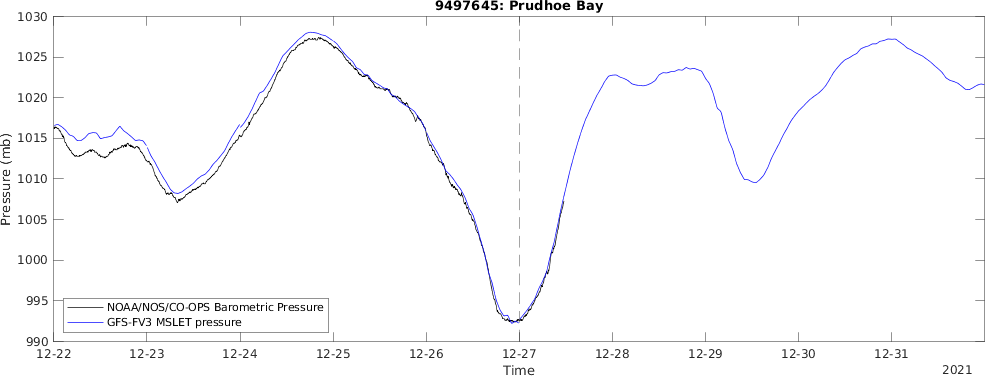 9497645: Prudhoe Bay
Pressure (mb)
1030
1025
1020
1015
1010
1005
1000
995
990
NOAA/NOS/CO-OPS Barometric Pressure
GFS-FV3 MSLET pressure
12-22 12-23 12-24 12-25 12-26 12-27 12-28 12-29 12-30 12-31
Time
2021